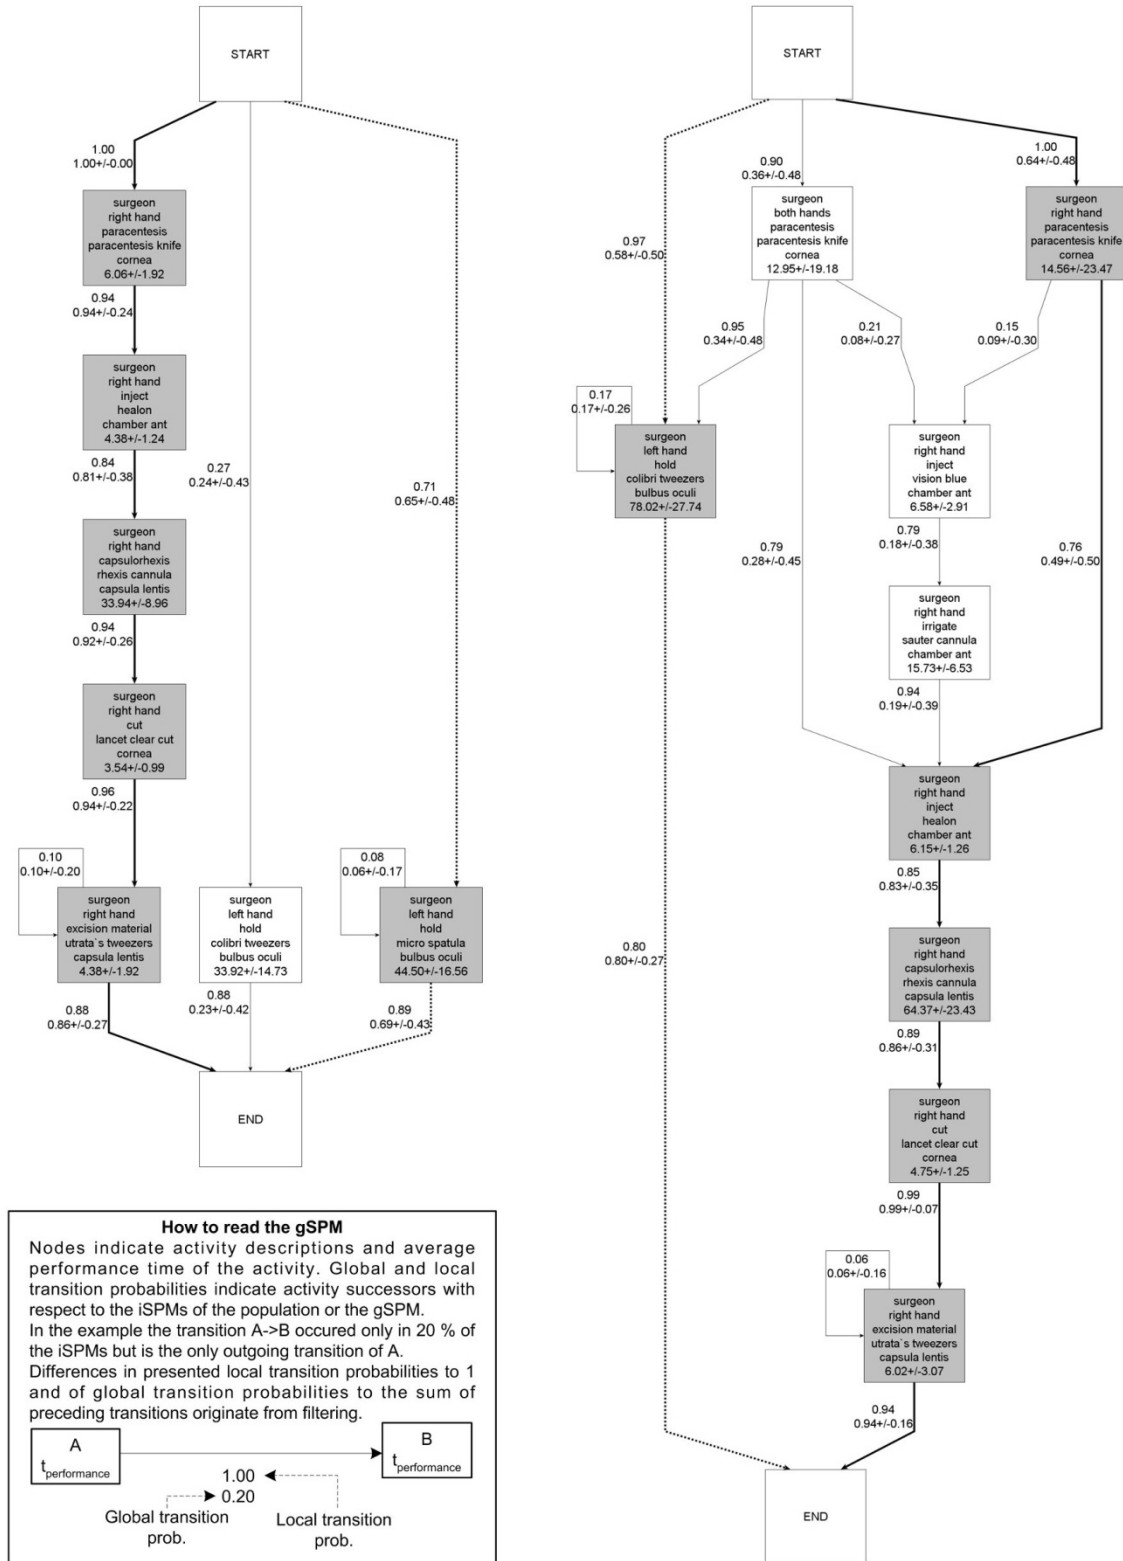 START
1.00
1.00+/-0.00
surgeon
right hand
paracentesis
paracentesis knife
cornea
6.06+/-1.92
0.94
0.94+/-0.24
surgeon
right hand
inject
healon
chamber ant
4.38+/-1.24
0.84
0.81+/-0.38
0.27
0.24+/-0.43
0.71
0.65+/-0.48
surgeon
right hand
capsulorhexis
rhexis cannula
capsula lentis
33.94+/-8.96
0.94
0.92+/-0.26
surgeon
right hand
cut
lancet clear cut
cornea
3.54+/-0.99
0.96
0.94+/-0.22
0.10
0.10+/-0.20
0.08
0.06+/-0.17
surgeon
right hand
excision material
utrata`s tweezers
capsula lentis
4.38+/-1.92
surgeon
left hand
hold
colibri tweezers
bulbus oculi
33.92+/-14.73
surgeon
left hand
hold
micro spatula
bulbus oculi
44.50+/-16.56
0.88
0.86+/-0.27
0.88
0.23+/-0.42
0.89
0.69+/-0.43
END
How to read the gSPM
Nodes indicate activity descriptions and average
performance time of the activity. Global and local
transition probabilities indicate activity successors with
respect to the iSPMs of the population or the gSPM.
In the example the transition A->B occured only in 20 % of
the iSPMs but is the only outgoing transition of A.
Differences in presented local transition probabilities to 1
and of global transition probabilities to the sum of
preceding transitions originate from filtering.
A
tperformance
B
tperformance
1.00
0.20
Global transition
prob.
Local transition
prob.
START
0.97
0.58+/-0.50
0.90
0.36+/-0.48
1.00
0.64+/-0.48
surgeon
both hands
paracentesis
paracentesis knife
cornea
12.95+/-19.18
surgeon
right hand
paracentesis
paracentesis knife
cornea
14.56+/-23.47
0.95
0.34+/-0.48
0.21
0.08+/-0.27
0.15
0.09+/-0.30
0.17
0.17+/-0.26
surgeon
left hand
hold
colibri tweezers
bulbus oculi
78.02+/-27.74
surgeon
right hand
inject
vision blue
chamber ant
6.58+/-2.91
0.79
0.28+/-0.45
0.79
0.18+/-0.38
0.76
0.49+/-0.50
surgeon
right hand
irrigate
sauter cannula
chamber ant
15.73+/-6.53
0.94
0.19+/-0.39
surgeon
right hand
inject
healon
chamber ant
6.15+/-1.26
0.85
0.83+/-0.35
0.80
0.80+/-0.27
surgeon
right hand
capsulorhexis
rhexis cannula
capsula lentis
64.37+/-23.43
0.89
0.86+/-0.31
surgeon
right hand
cut
lancet clear cut
cornea
4.75+/-1.25
0.99
0.99+/-0.07
0.06
0.06+/-0.16
surgeon
right hand
excision material
utrata`s tweezers
capsula lentis
6.02+/-3.07
0.94
0.94+/-0.16
END